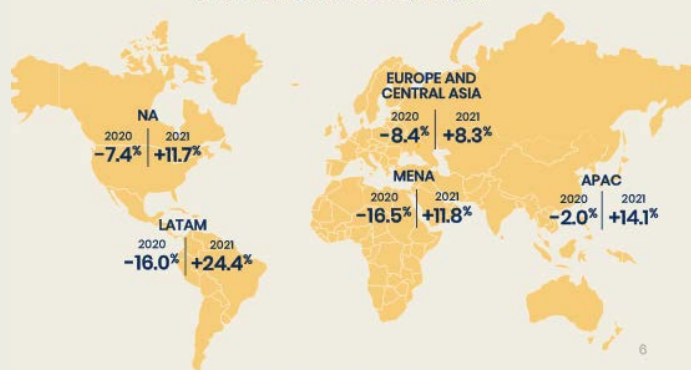 NA
2020 2021
-7.4% +11.7%
LATAM
2020 2021
-16.0% +24.4%
EUROPE AND
CENTRAL ASIA
2020 2021
-8.4% +8.3%
MENA
2020 2021
-16.5% +11.8%
APAC
2020 2021
-2.0% +14.1%
6